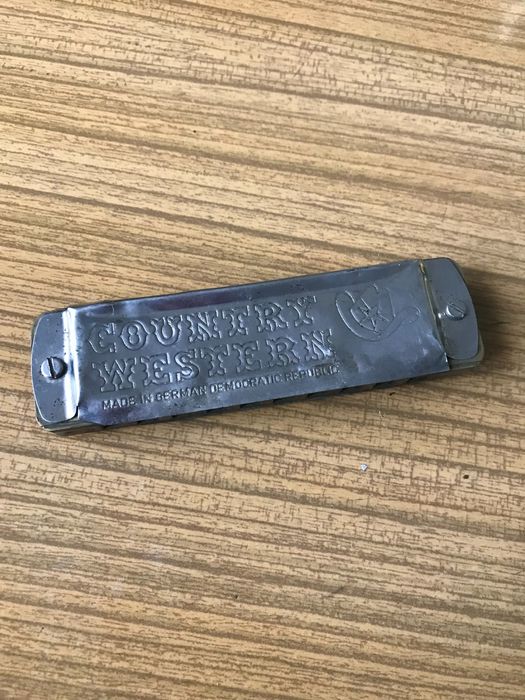 COUNTRY
WESTERN
MADE IN GERMAN DEMOCRATIC REPUBLIC